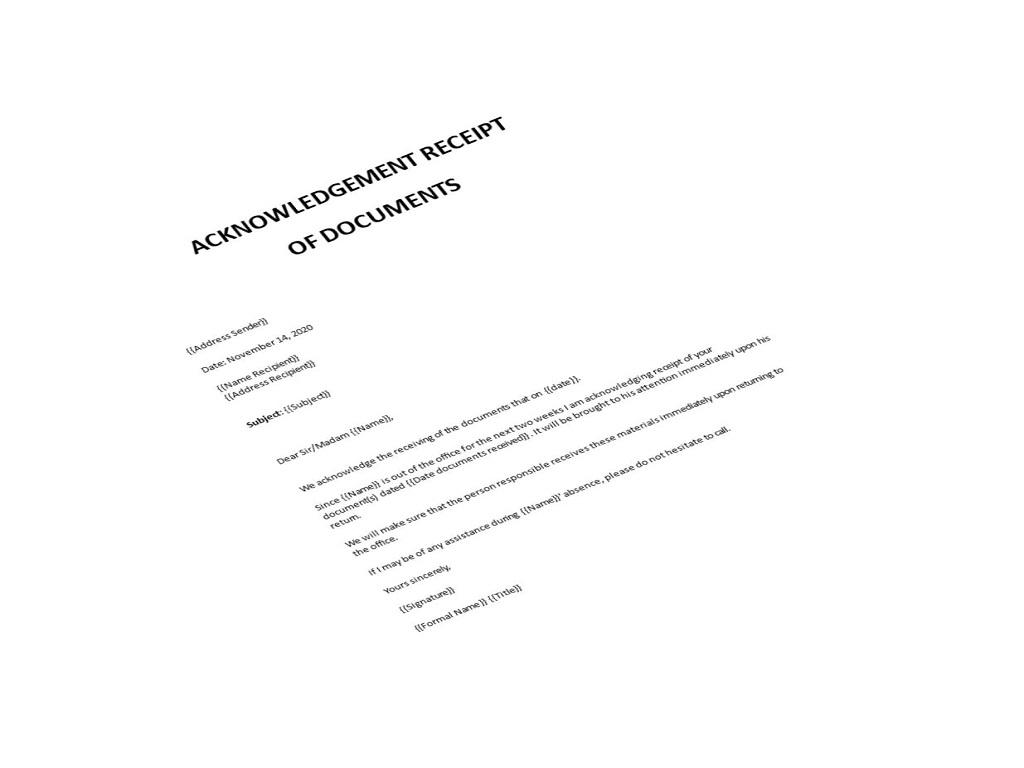 ACKNOWLEDGEMENT RECEIPT
OF DOCUMENTS
{{Address Sender}}
Date: November 14, 2020
{{Name Recipient}}
{{Address Recipient}}
Subject: {{Subject}}
Dear Sir/Madam {{Name}},
We acknowledge the receiving of the documents that on {{date}}.
Since {{Name}} is out of the office for the next two weeks I am acknowledging receipt of your
document(s) dated {{Date documents received}}. It will be brought to his attention immediately upon his
return.
We will make sure that the person responsible receives these materials immediately upon returning to
the office.
If I may be of any assistance during {{Name}}' absence, please do not hesitate to call.
Yours sincerely,
{{Signature}}
{{Formal Name}} {{Title}}